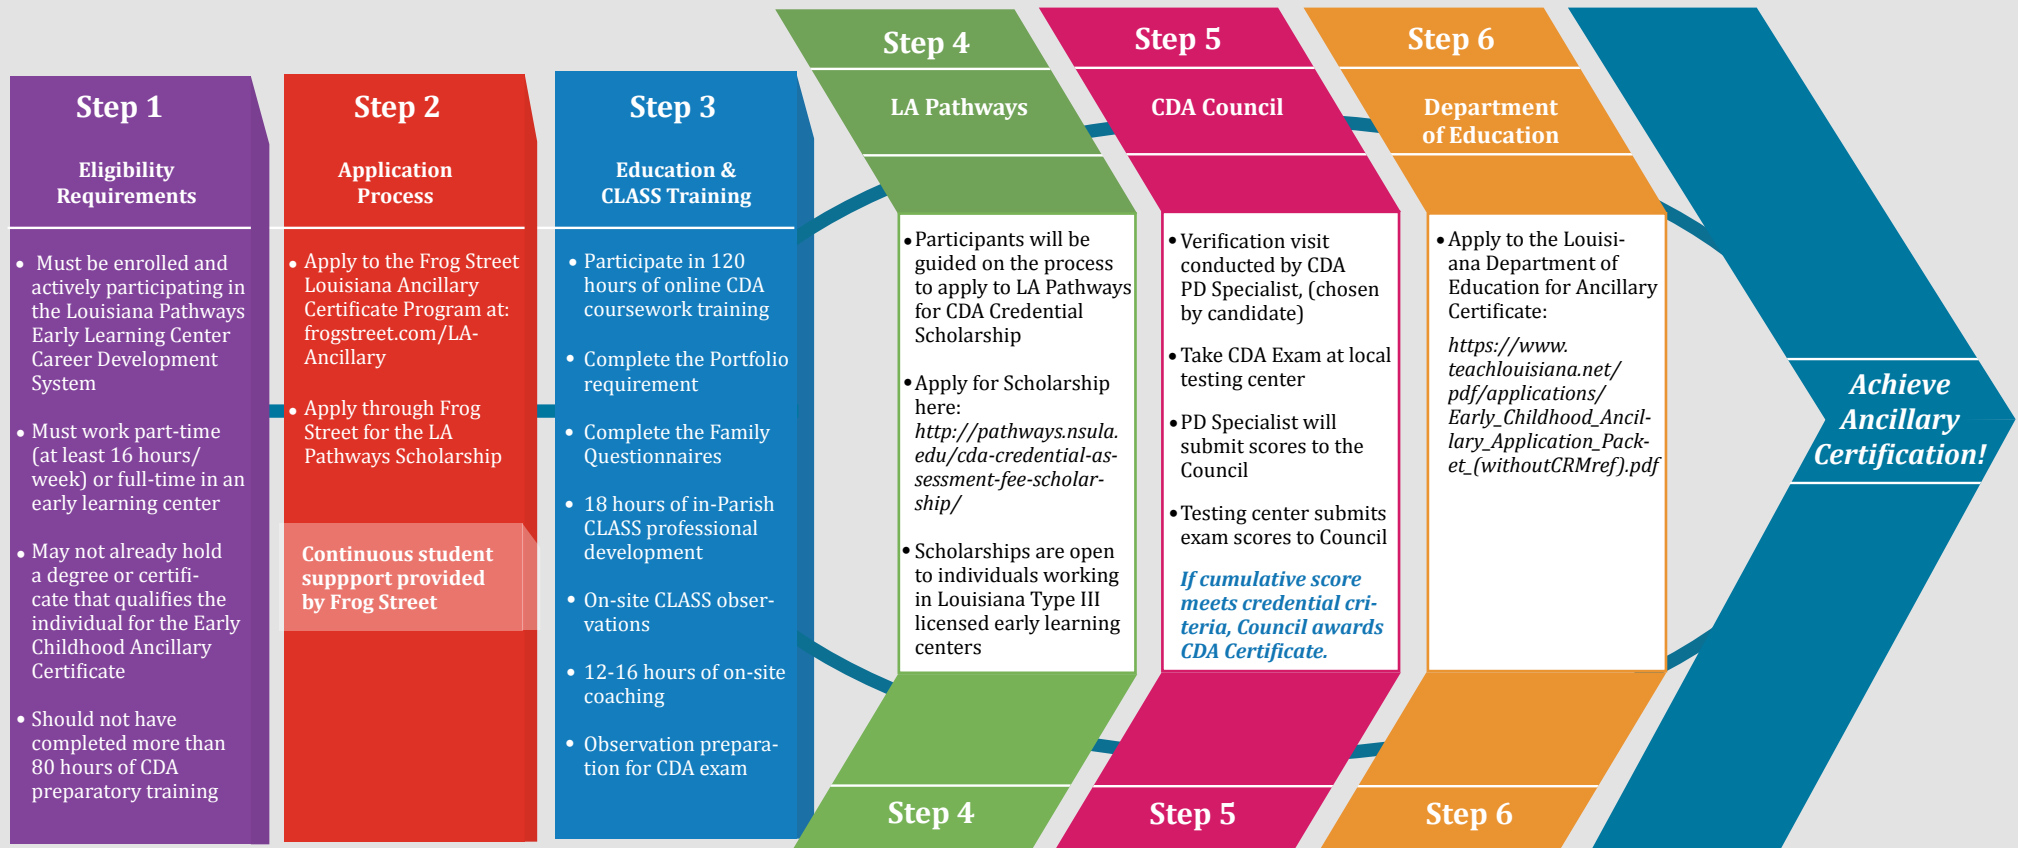 Step 1
Eligibility
Requirements
• Must be enrolled and
actively participating in
the Louisiana Pathways
Early Learning Center
Career Development
System
• Must work part-time
(at least 16 hours/
week) or full-time in an
early learning center
• May not already hold
a degree or certifi-
cate that qualifies the
individual for the Early
Childhood Ancillary
Certificate
• Should not have
completed more than
80 hours of CDA
preparatory training
Step 2
Application
Process
• Apply to the Frog Street
Louisiana Ancillary
Certificate Program at:
frogstreet.com/LA-
Ancillary
• Apply through Frog
Street for the LA
Pathways Scholarship
Continuous student
suppport provided
by Frog Street
Step 3
Education &
CLASS Training
• Participate in 120
hours of online CDA
coursework training
• Complete the Portfolio
requirement
• Complete the Family
Questionnaires
• 18 hours of in-Parish
CLASS professional
development
• On-site CLASS obser-
vations
• 12-16 hours of on-site
coaching
• Observation prepara-
tion for CDA exam
Step 4
LA Pathways
• Participants will be
guided on the process
to apply to LA Pathways
for CDA Credential
Scholarship
• Apply for Scholarship
here:
http://pathways.nsula.
edu/cda-credential-as-
sessment-fee-scholar-
ship/
• Scholarships are open
to individuals working
in Louisiana Type III
licensed early learning
centers
Step 4
Step 5
CDA Council
• Verification visit
conducted by CDA
PD Specialist, (chosen
by candidate)
• Take CDA Exam at local
testing center
• PD Specialist will
submit scores to the
Council
• Testing center submits
exam scores to Council
If cumulative score
meets credential cri-
teria, Council awards
CDA Certificate.
Step 5
Step 6
Department
of Education
• Apply to the Louisi-
ana Department of
Education for Ancillary
Certificate:
https://www.
teachlouisiana.net/
pdf/applications/
Early_Childhood_Ancil-
lary_Application_Pack-
et_(withoutCRMref).pdf
Step 6
Achieve
Ancillary
Certification!